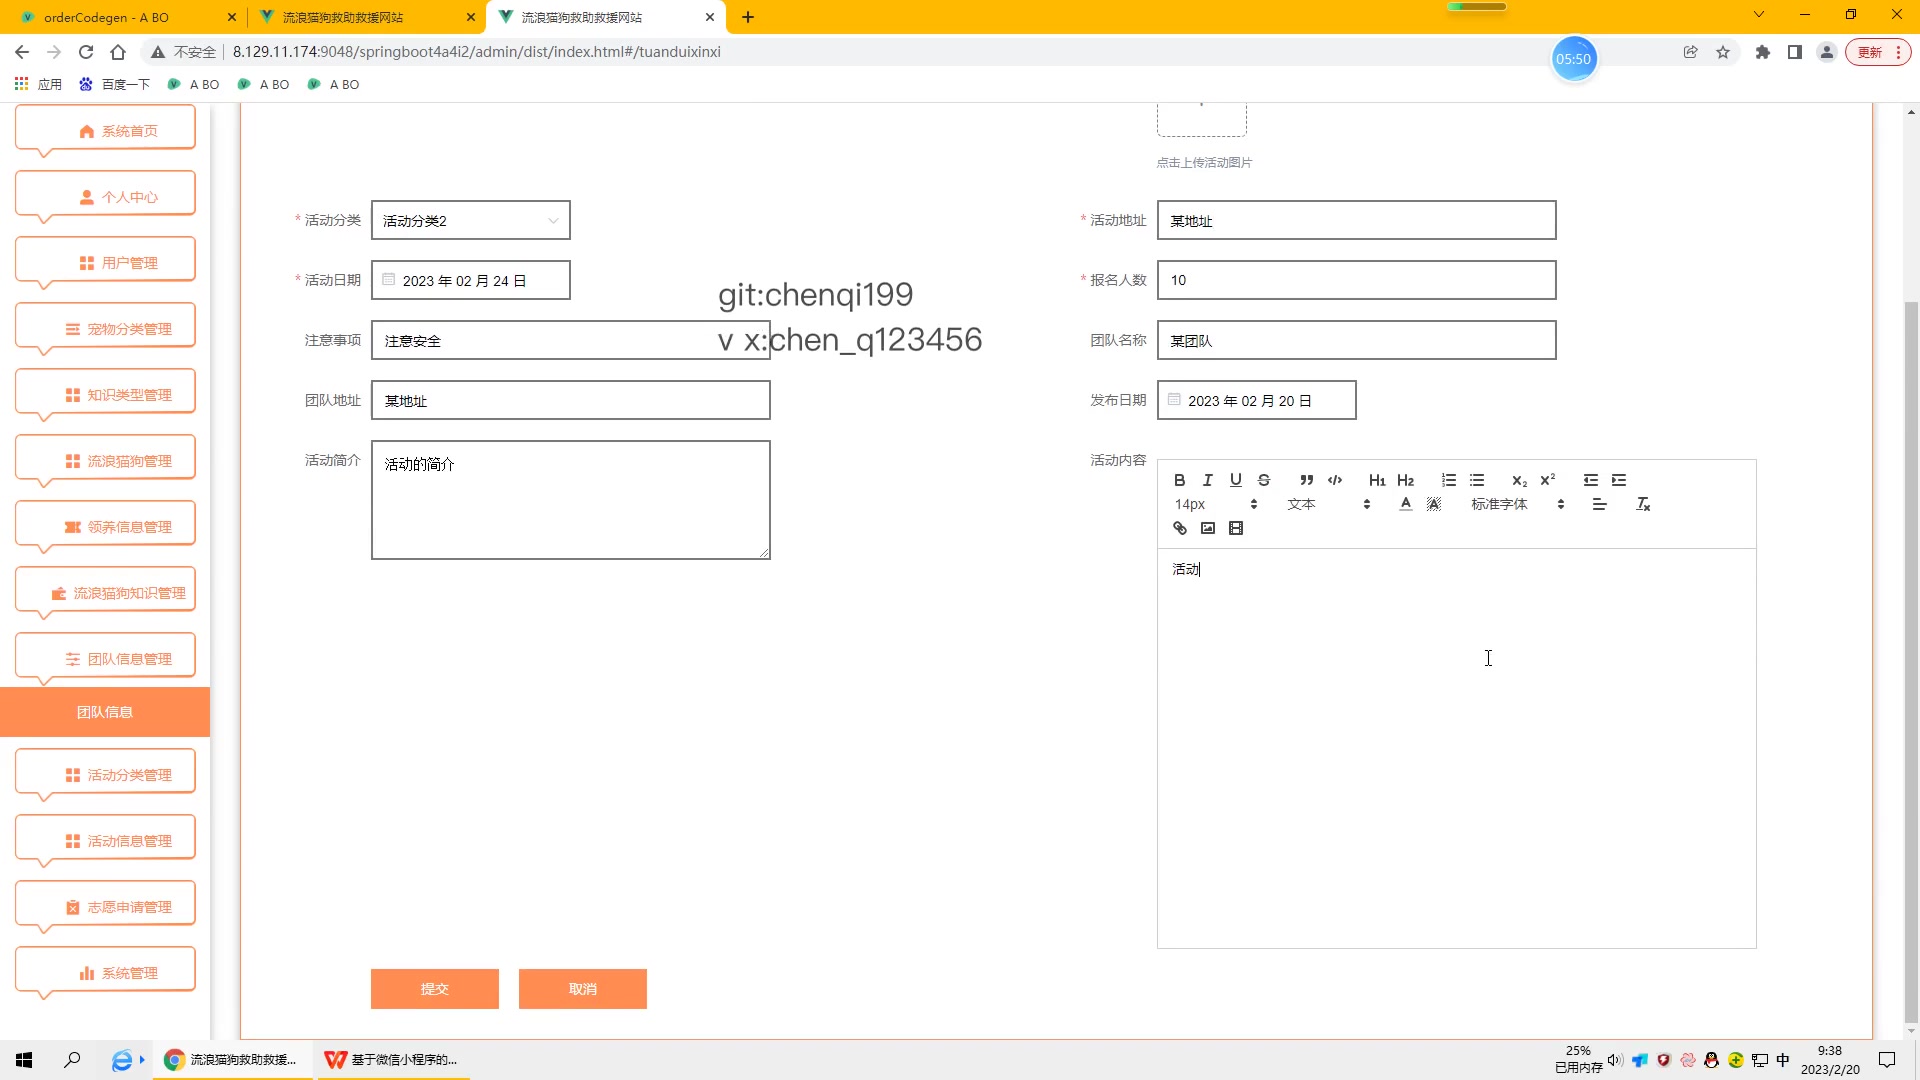 orderCodegen - A BO
流浪猫狗救助救援网站
流浪猫狗救助救援网站
不安全
8.129.11.174:9048/springboot4a4i2/admin/dist/index.html#/tuanduixinxi
05:50
更新
应用
百度一下
A BO
A BO
A BO
系统首页
个人中心
用户管理
宠物分类管理
知识类型管理
流浪猫狗管理
领养信息管理
流浪猫狗知识管理
团队信息管理
团队信息
活动分类管理
活动信息管理
志愿申请管理
系统管理
点击上传活动图片
* 活动分类
活动分类2
* 活动地址
某地址
* 活动日期
2023 年 02 月 24 日
* 报名人数
10
git:chenqi199
v x:chen_q123456
注意事项
注意安全
团队名称
某团队
团队地址
某地址
发布日期
2023 年 02 月 20 日
活动简介
活动的简介
活动内容
14px
文本
标准字体
活动
提交
取消
流浪猫狗救助救援...
基于微信小程序的...
25%
已用内存
中
9:38
2023/2/20